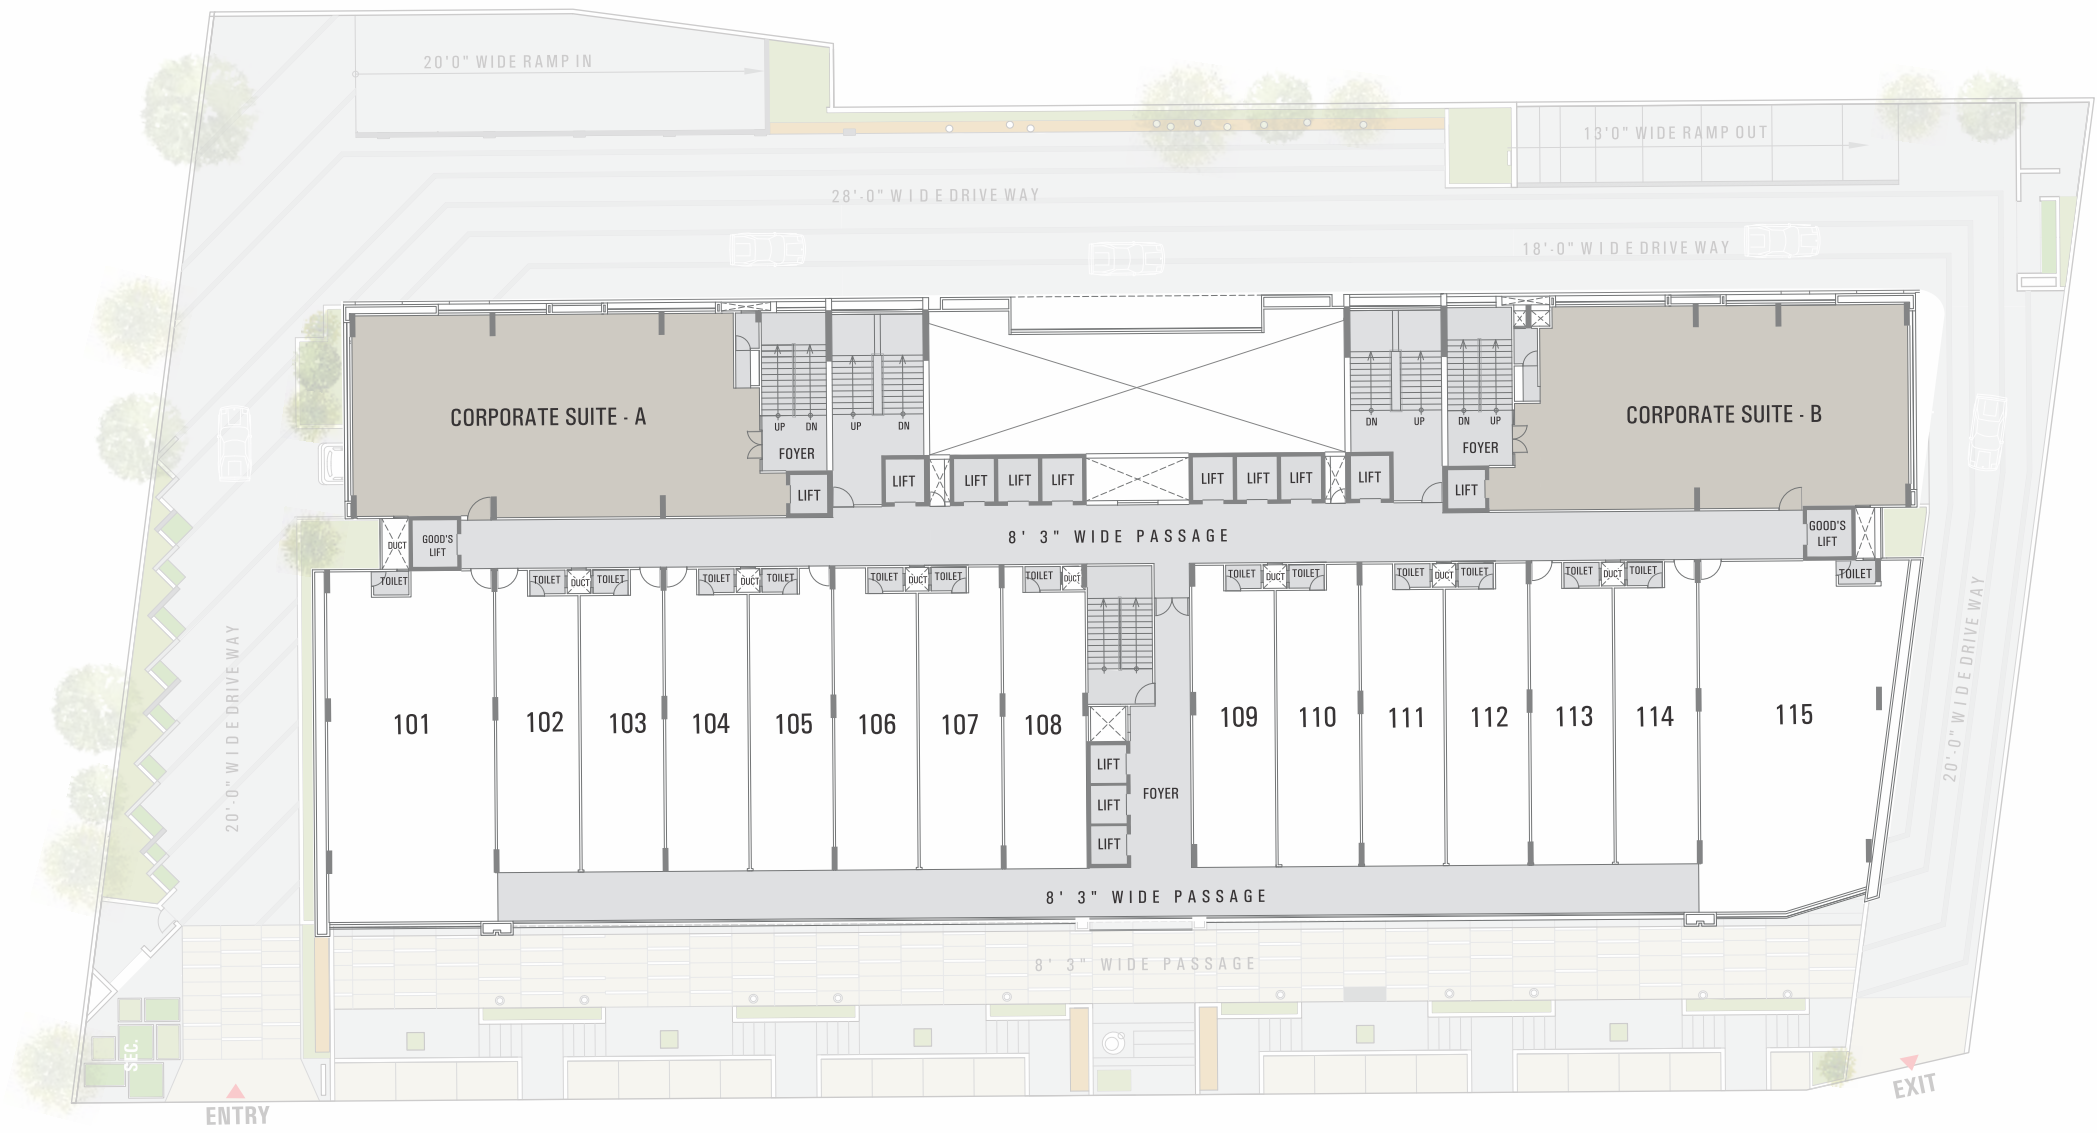 20'0" WIDE RAMP IN
13'0" WIDE RAMP OUT
28'-0" WIDE DRIVE WAY
18'-0" WIDE DRIVE WAY
CORPORATE SUITE - A
CORPORATE SUITE - B
UP DN
UP DN
DN UP
DN UP
FOYER
FOYER
LIFT
LIFT
LIFT
LIFT
LIFT
LIFT
LIFT
LIFT
LIFT
LIFT
8' 3" WIDE PASSAGE
DUCT
GOOD'S
LIFT
GOOD'S
LIFT
TOILET
TOILET DUCT TOILET
TOILET DUCT TOILET
TOILET DUCT TOILET
TOILET DUCT
TOILET DUCT TOILET
TOILET DUCT TOILET
TOILET DUCT TOILET
TOILET
20'-0" WIDE DRIVE WAY
101
102
103
104
105
106
107
108
109
110
111
112
113
114
115
20'-0" WIDE DRIVE WAY
LIFT
LIFT
LIFT
FOYER
8' 3" WIDE PASSAGE
8' 3" WIDE PASSAGE
SEC.
ENTRY
EXIT